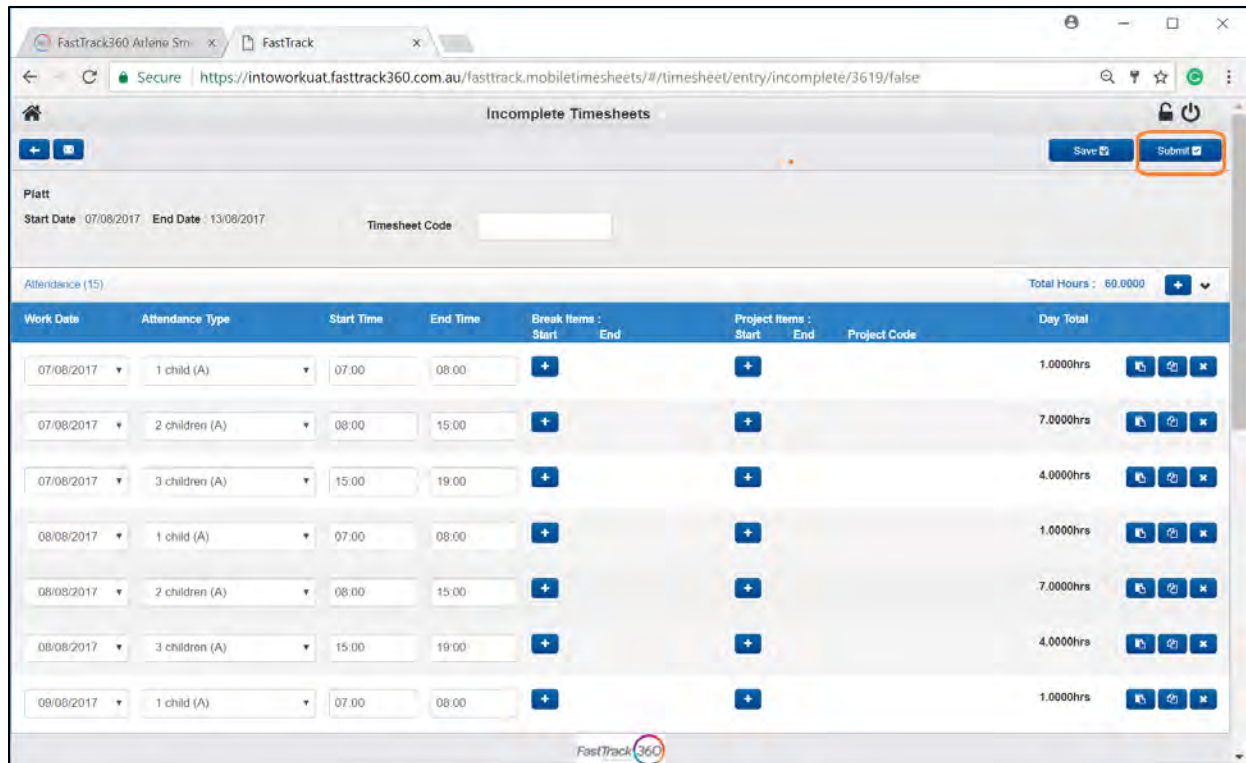 FastTrack360 Arlene Sm
FastTrack
Secure https://intoworkuat.fasttrack360.com.au/fasttrack.mobiletimesheets/#/timesheet/entry/incomplete/3619/false
Incomplete Timesheets
Save Submit
Platt
Start Date : 07/08/2017 End Date : 13/08/2017 Timesheet Code
Attendance (15) Total Hours : 60.0000
Work Date Attendance Type Start Time End Time Break Items : Project Items : Day Total
Start End Start End Project Code
07/08/2017 1 child (A) 07:00 08:00 1.0000hrs
07/08/2017 2 children (A) 08:00 15:00 7.0000hrs
07/08/2017 3 children (A) 15:00 19:00 4.0000hrs
08/08/2017 1 child (A) 07:00 08:00 1.0000hrs
08/08/2017 2 children (A) 08:00 15:00 7.0000hrs
08/08/2017 3 children (A) 15:00 19:00 4.0000hrs
09/08/2017 1 child (A) 07:00 08:00 1.0000hrs
FastTrack 360